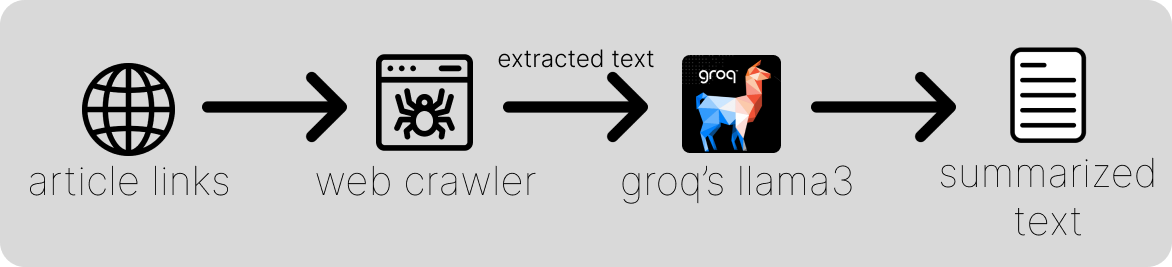 extracted text
groq
article links
web crawler
groq's llama3
summarized
text